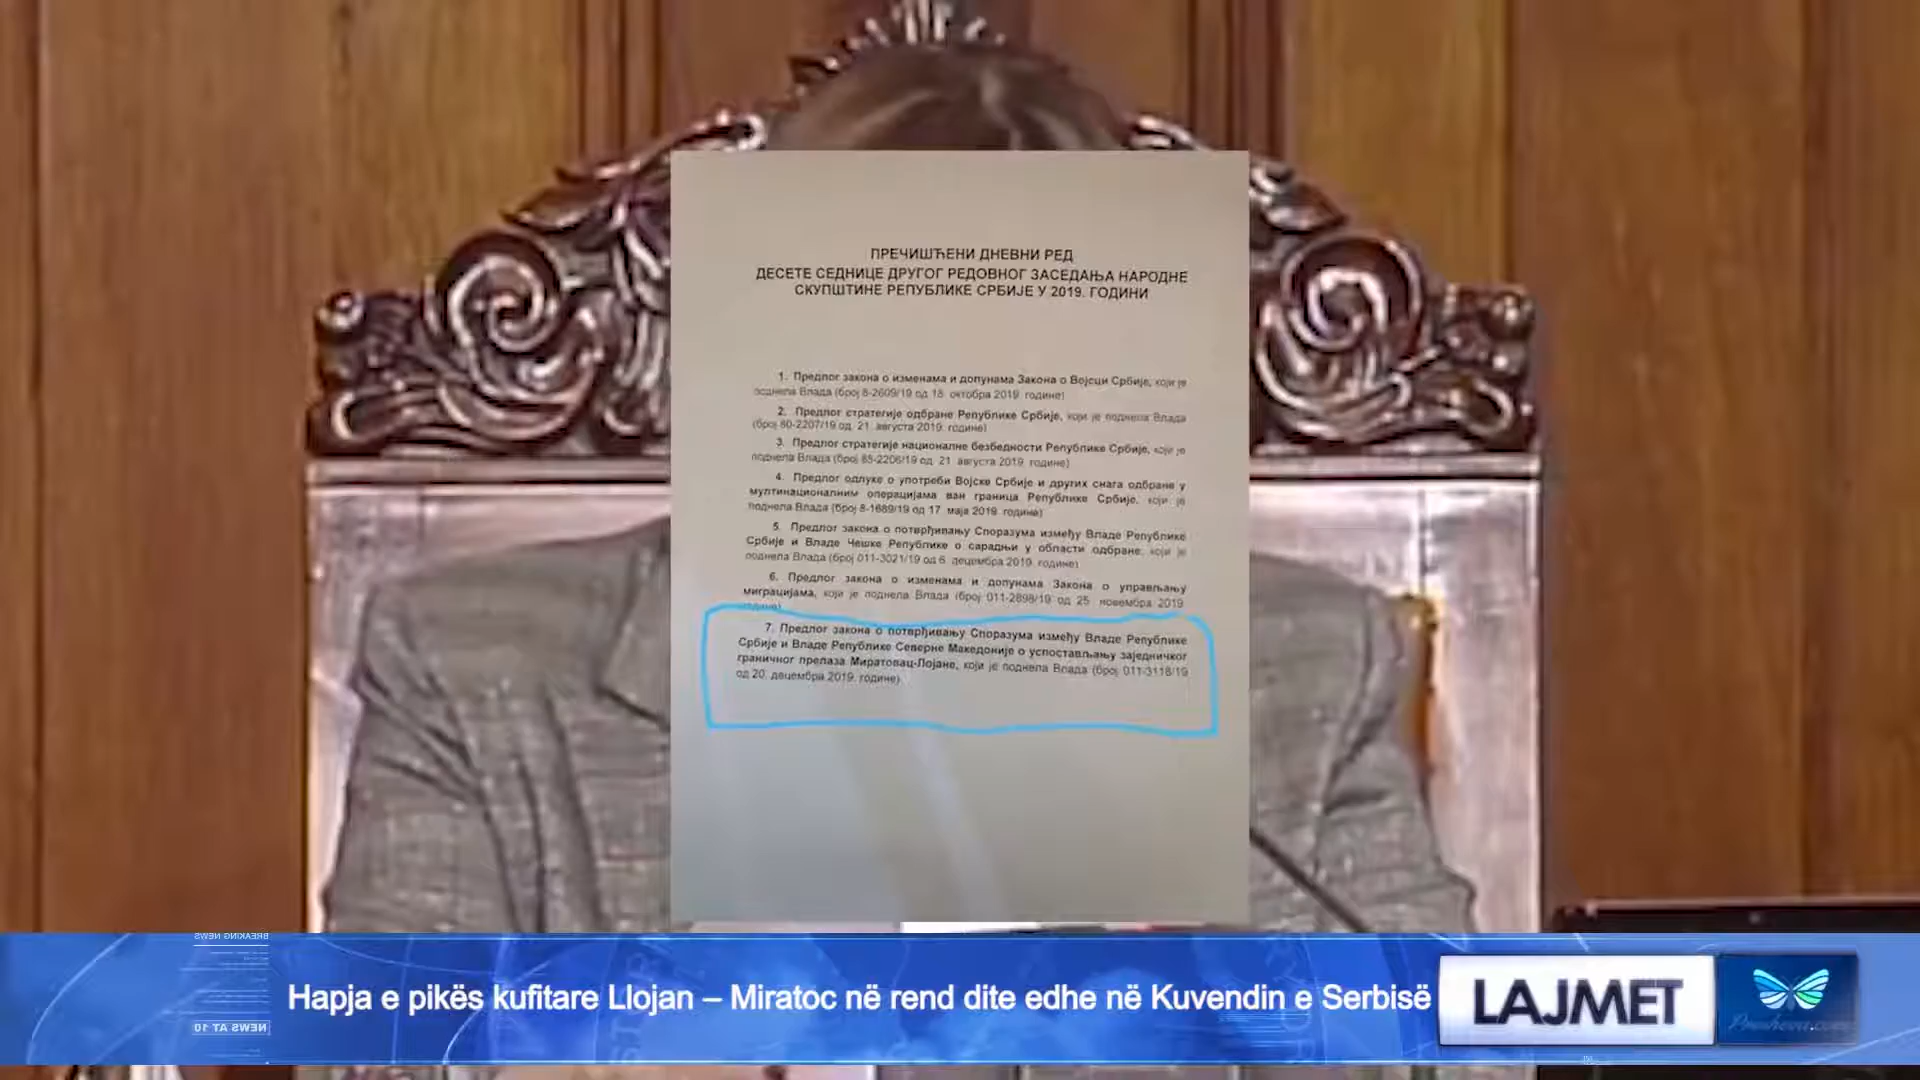 ПРЕЧИШЋЕНИ ДНЕВНИ РЕД
ДЕСЕТЕ СЕДНИЦЕ ДРУГОГ РЕДОВНОГ ЗАСЕДАЊА НАРОДНЕ
СКУПШТИНЕ РЕПУБЛИКЕ СРБИЈЕ У 2019. ГОДИНИ
1. Предлог закона о изменама и допунама Закона о Војсци Србије, који је
поднела Влада (број 8-2609/19 од 18. октобра 2019. године)
2. Предлог стратегије одбране Републике Србије, који је поднела Влада
(број 80-2207/19 од 21. августа 2019. године)
3. Предлог стратегије националне безбедности Републике Србије, који је
поднела Влада (број 88-2206/19 од 21. августа 2019. године)
4. Предлог одлуке о употреби Војске Србије и других снага одбране у
мултинационалним операцијама ван граница Републике Србије, који је
поднела Влада (број 8-1689/19 од 17. маја 2019. године)
5. Предлог закона о потврђивању Споразума између Владе Републике
Србије и Владе Чешке Републике о сарадњи у области одбране, који је
поднела Влада (број 011-3021/19 од 6. децембра 2019. године)
6. Предлог закона о изменама и допунама Закона о управљању
миграцијама, који је поднела Влада (број 011-2898/19 од 25. новембра 2019.
године)
7. Предлог закона о потврђивању Споразума између Владе Републике
Србије и Владе Републике Северне Македоније о успостављању заједничког
граничног прелаза Миратовац-Лојане, који је поднела Влада (број 011-3118/19
од 20. децембра 2019. године)
BREAKING NEWS
NEWS AT 10
Hapja e pikës kufitare Llojan – Miratoc në rend dite edhe në Kuvendin e Serbisë
LAJMET
Presheva.com